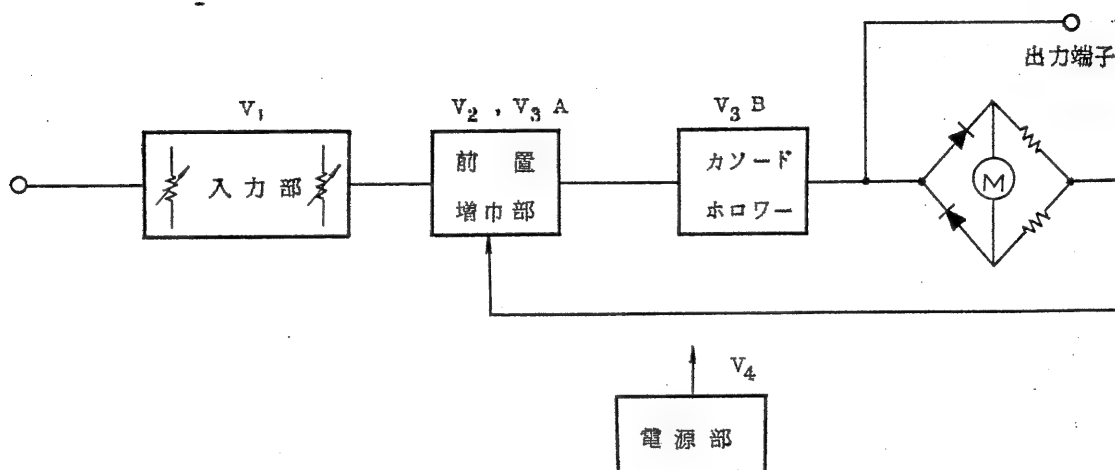 出力端子
V₁
V₂ , V₃ A
V₃ B
入力部
前置
増巾部
カソード
ホロワー
M
V₄
電源部